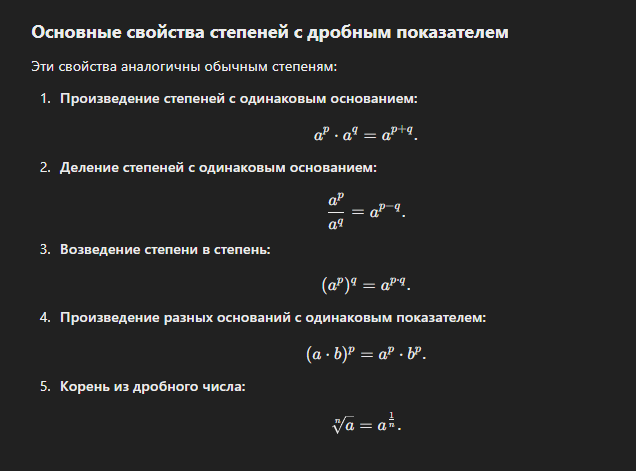 Основные свойства степеней с дробным показателем
Эти свойства аналогичны обычным степеням:
1. Произведение степеней с одинаковым основанием:
$a^p \cdot a^q = a^{p+q}.$
2. Деление степеней с одинаковым основанием:
$\frac{a^p}{a^q} = a^{p-q}.$
3. Возведение степени в степень:
$(a^p)^q = a^{p \cdot q}.$
4. Произведение разных оснований с одинаковым показателем:
$(a \cdot b)^p = a^p \cdot b^p.$
5. Корень из дробного числа:
$\sqrt[n]{a} = a^{\frac{1}{n}}.$